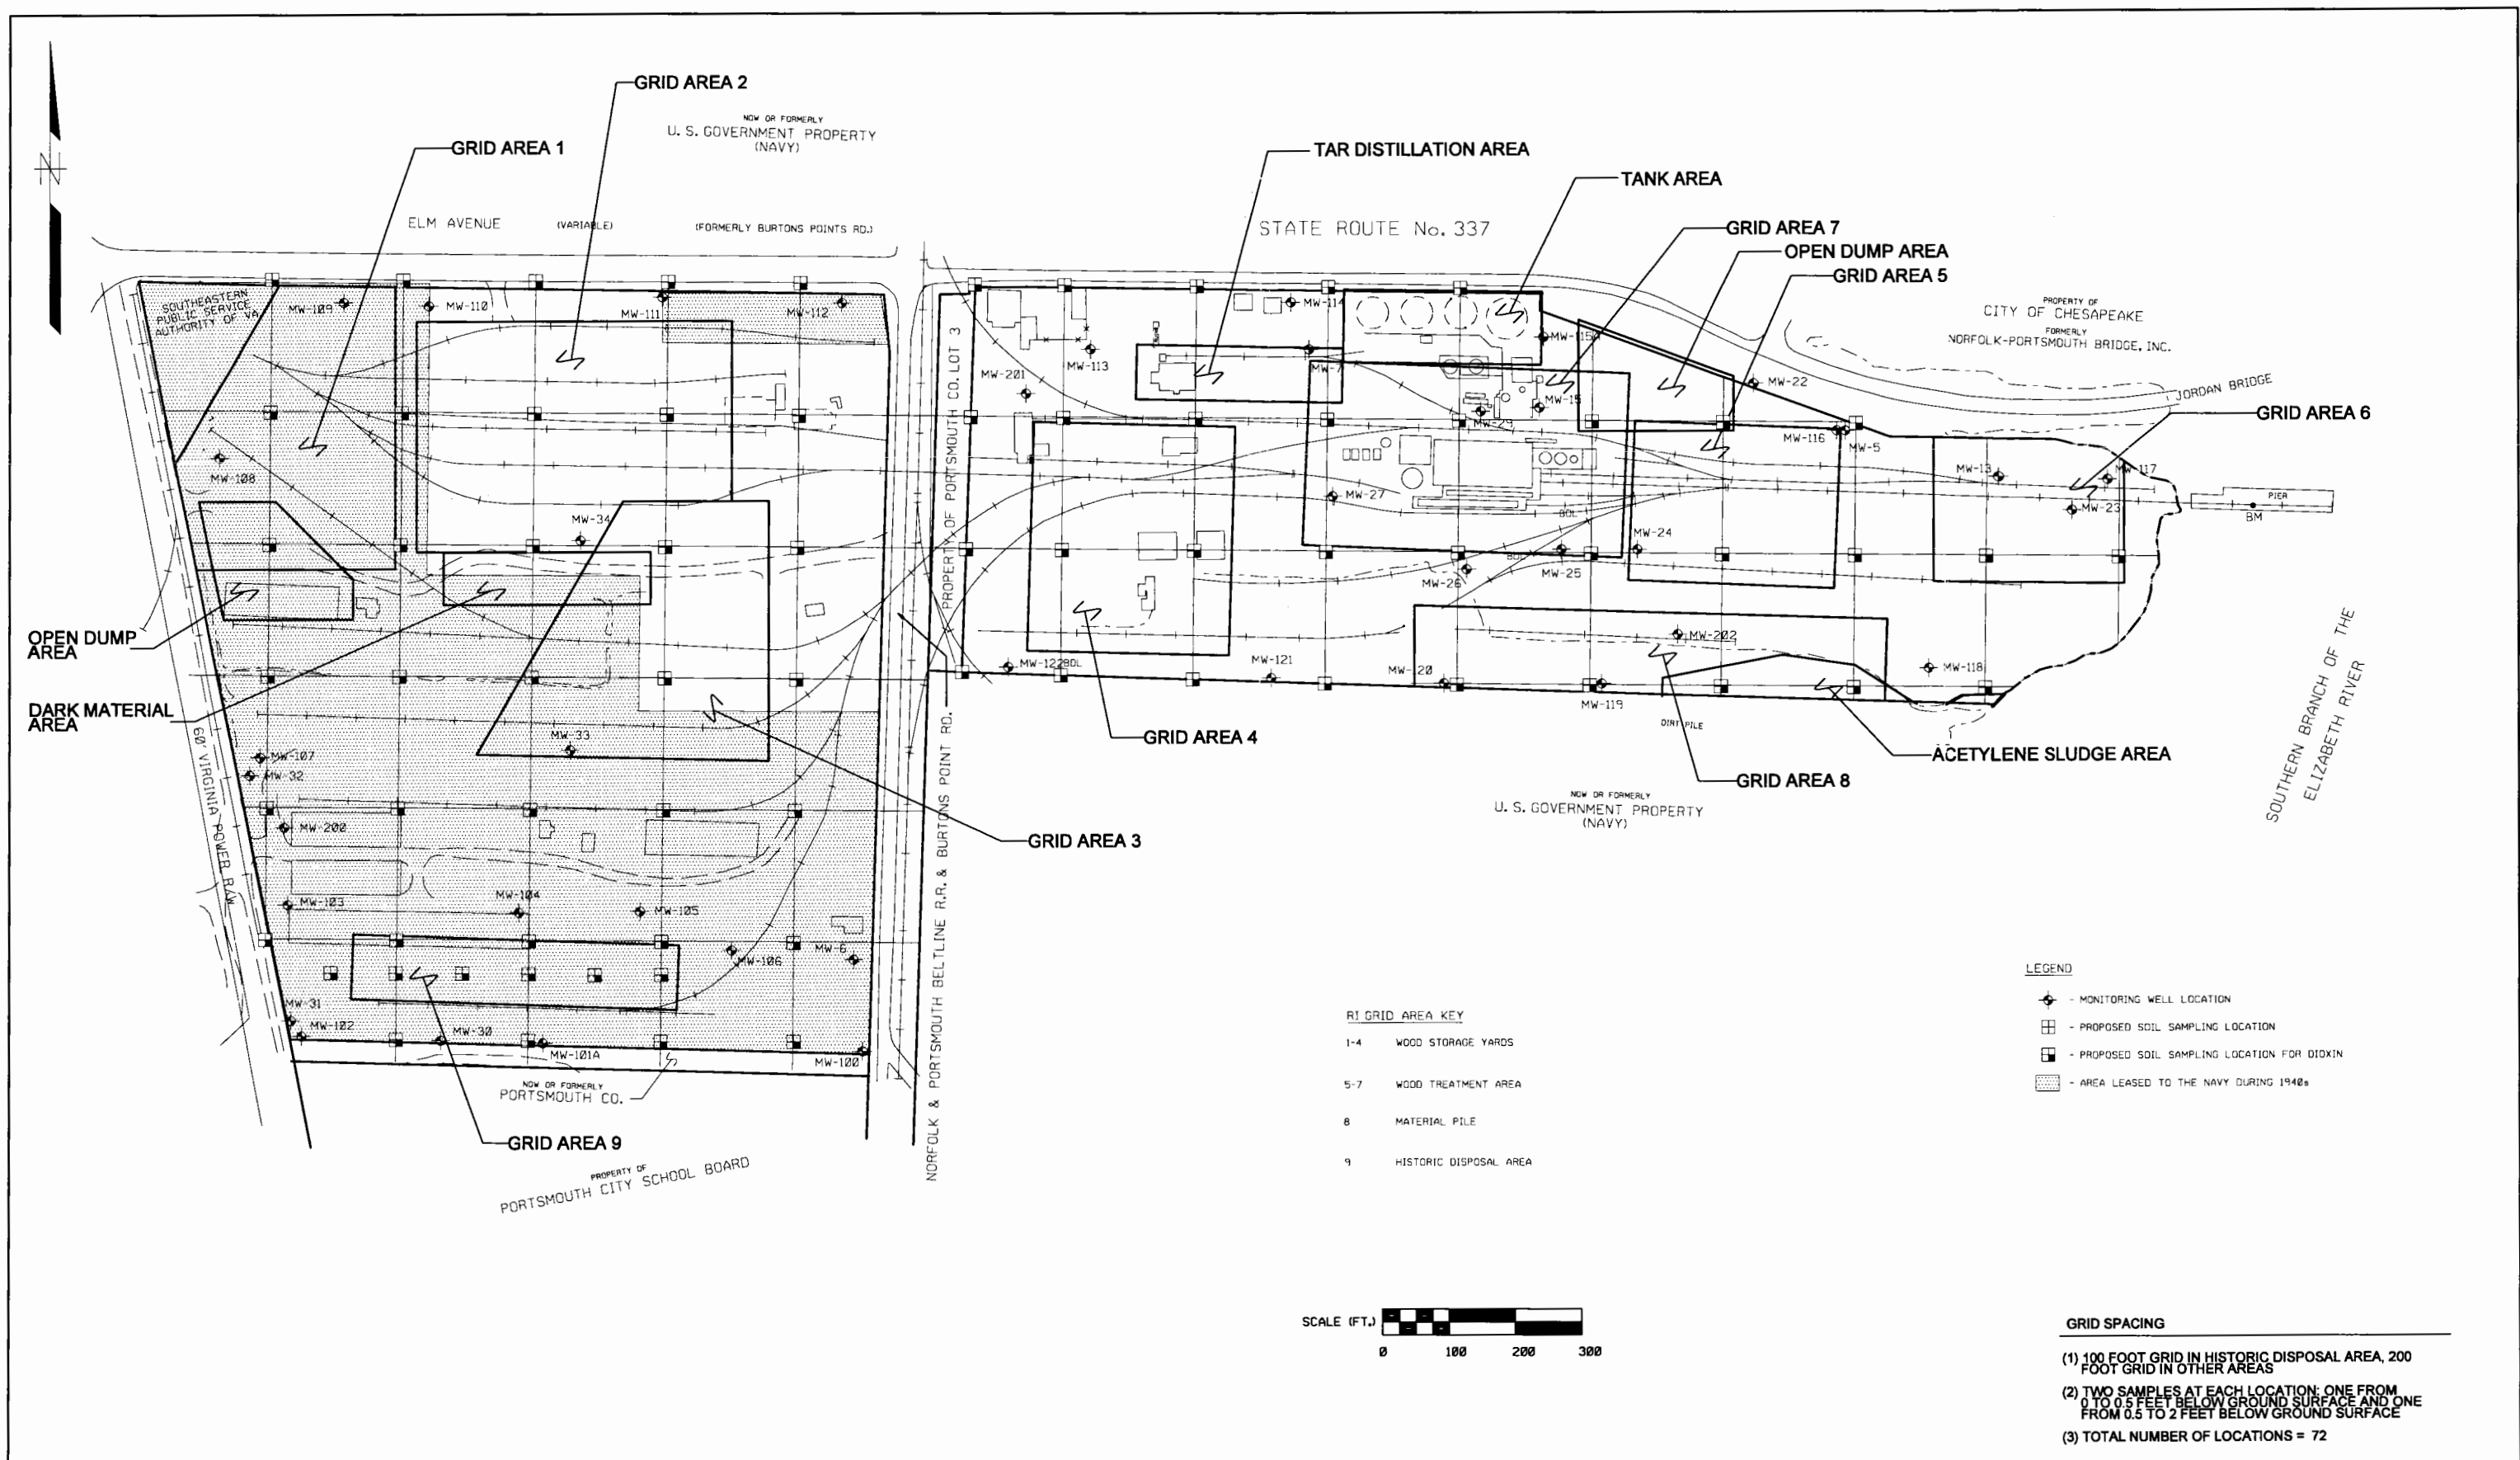 GRID AREA 2
NOW OR FORMERLY
U. S. GOVERNMENT PROPERTY
(NAVY)
GRID AREA 1
TAR DISTILLATION AREA
TANK AREA
N
ELM AVENUE (VARIABLE) (FORMERLY BURTONS POINTS RD.)
STATE ROUTE No. 337
GRID AREA 7
OPEN DUMP AREA
GRID AREA 5
PROPERTY OF
CITY OF CHESAPEAKE
FORMERLY
NORFOLK-PORTSMOUTH BRIDGE, INC.
JORDAN BRIDGE
GRID AREA 6
SOUTHEASTERN
PUBLIC SERVICE
AUTHORITY OF VA
MW-109
MW-110
MW-111
MW-112
MW-114
MW-113
MW-201
MW-7
MW-15
MW-29
MW-22
MW-116
MW-5
MW-13
MW-117
MW-23
PIER
BM
MW-108
MW-34
MW-27
BOL
BOL
MW-24
MW-25
MW-26
OPEN DUMP
AREA
DARK MATERIAL
AREA
MW-202
MW-122
BOL
MW-121
MW-120
MW-119
MW-118
DIRT PILE
GRID AREA 4
ACETYLENE SLUDGE AREA
GRID AREA 8
NOW OR FORMERLY
U. S. GOVERNMENT PROPERTY
(NAVY)
SOUTHERN BRANCH OF THE
ELIZABETH RIVER
MW-33
MW-107
MW-32
MW-200
GRID AREA 3
60' VIRGINIA POWER R/W
PROPERTY OF PORTSMOUTH CO. LOT 3
NORFOLK & PORTSMOUTH BELTLINE R.R. & BURTONS POINT RD.
MW-103
MW-104
MW-105
MW-106
MW-6
MW-31
MW-102
MW-30
MW-101A
MW-100
NOW OR FORMERLY
PORTSMOUTH CO.
GRID AREA 9
PROPERTY OF
PORTSMOUTH CITY SCHOOL BOARD
RI GRID AREA KEY
1-4 WOOD STORAGE YARDS
5-7 WOOD TREATMENT AREA
8 MATERIAL PILE
9 HISTORIC DISPOSAL AREA
LEGEND
- MONITORING WELL LOCATION
- PROPOSED SOIL SAMPLING LOCATION
- PROPOSED SOIL SAMPLING LOCATION FOR DIOXIN
- AREA LEASED TO THE NAVY DURING 1940s
SCALE (FT.)
0 100 200 300
GRID SPACING
(1) 100 FOOT GRID IN HISTORIC DISPOSAL AREA, 200
FOOT GRID IN OTHER AREAS
(2) TWO SAMPLES AT EACH LOCATION: ONE FROM
0 TO 0.5 FEET BELOW GROUND SURFACE AND ONE
FROM 0.5 TO 2 FEET BELOW GROUND SURFACE
(3) TOTAL NUMBER OF LOCATIONS = 72